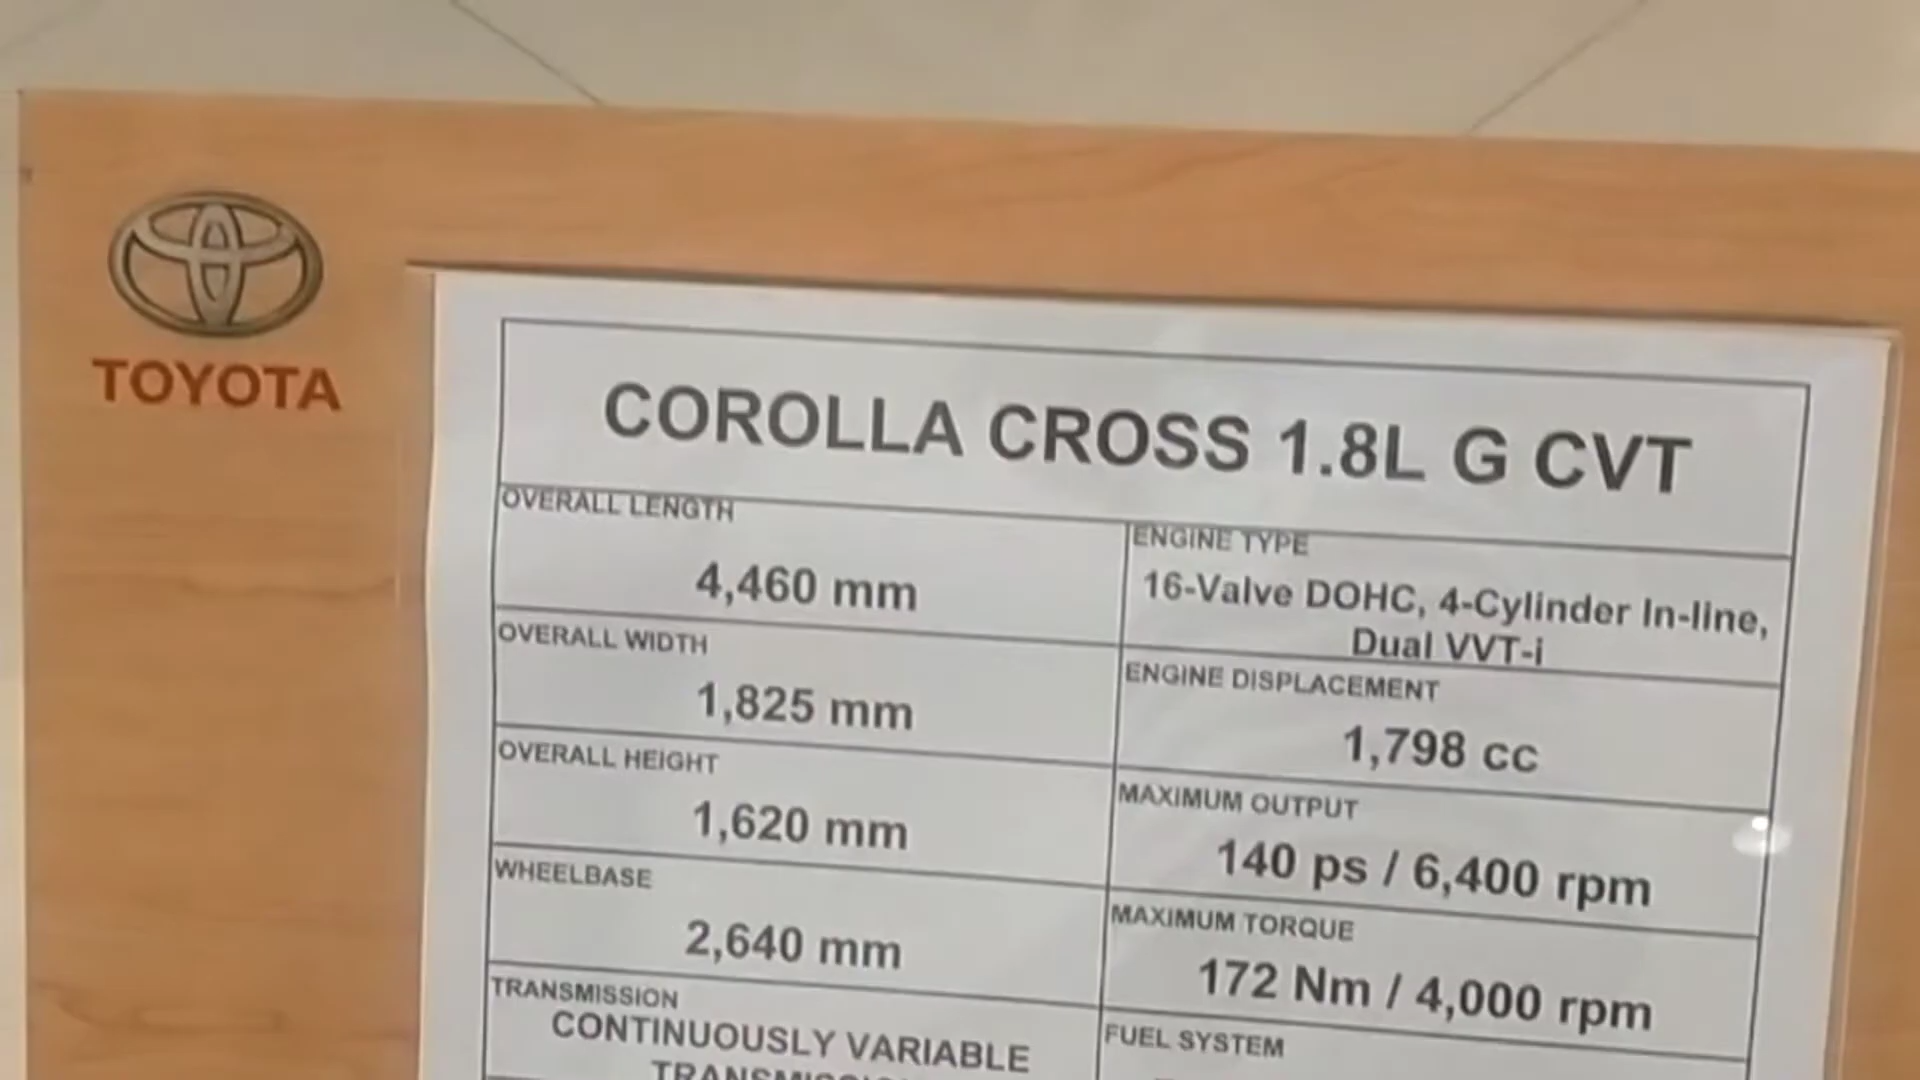 TOYOTA
COROLLA CROSS 1.8L G CVT
OVERALL LENGTH
4,460 mm
ENGINE TYPE
16-Valve DOHC, 4-Cylinder In-line,
Dual VVT-i
OVERALL WIDTH
1,825 mm
ENGINE DISPLACEMENT
1,798 cc
OVERALL HEIGHT
1,620 mm
MAXIMUM OUTPUT
140 ps / 6,400 rpm
WHEELBASE
2,640 mm
MAXIMUM TORQUE
172 Nm / 4,000 rpm
TRANSMISSION
CONTINUOUSLY VARIABLE
FUEL SYSTEM